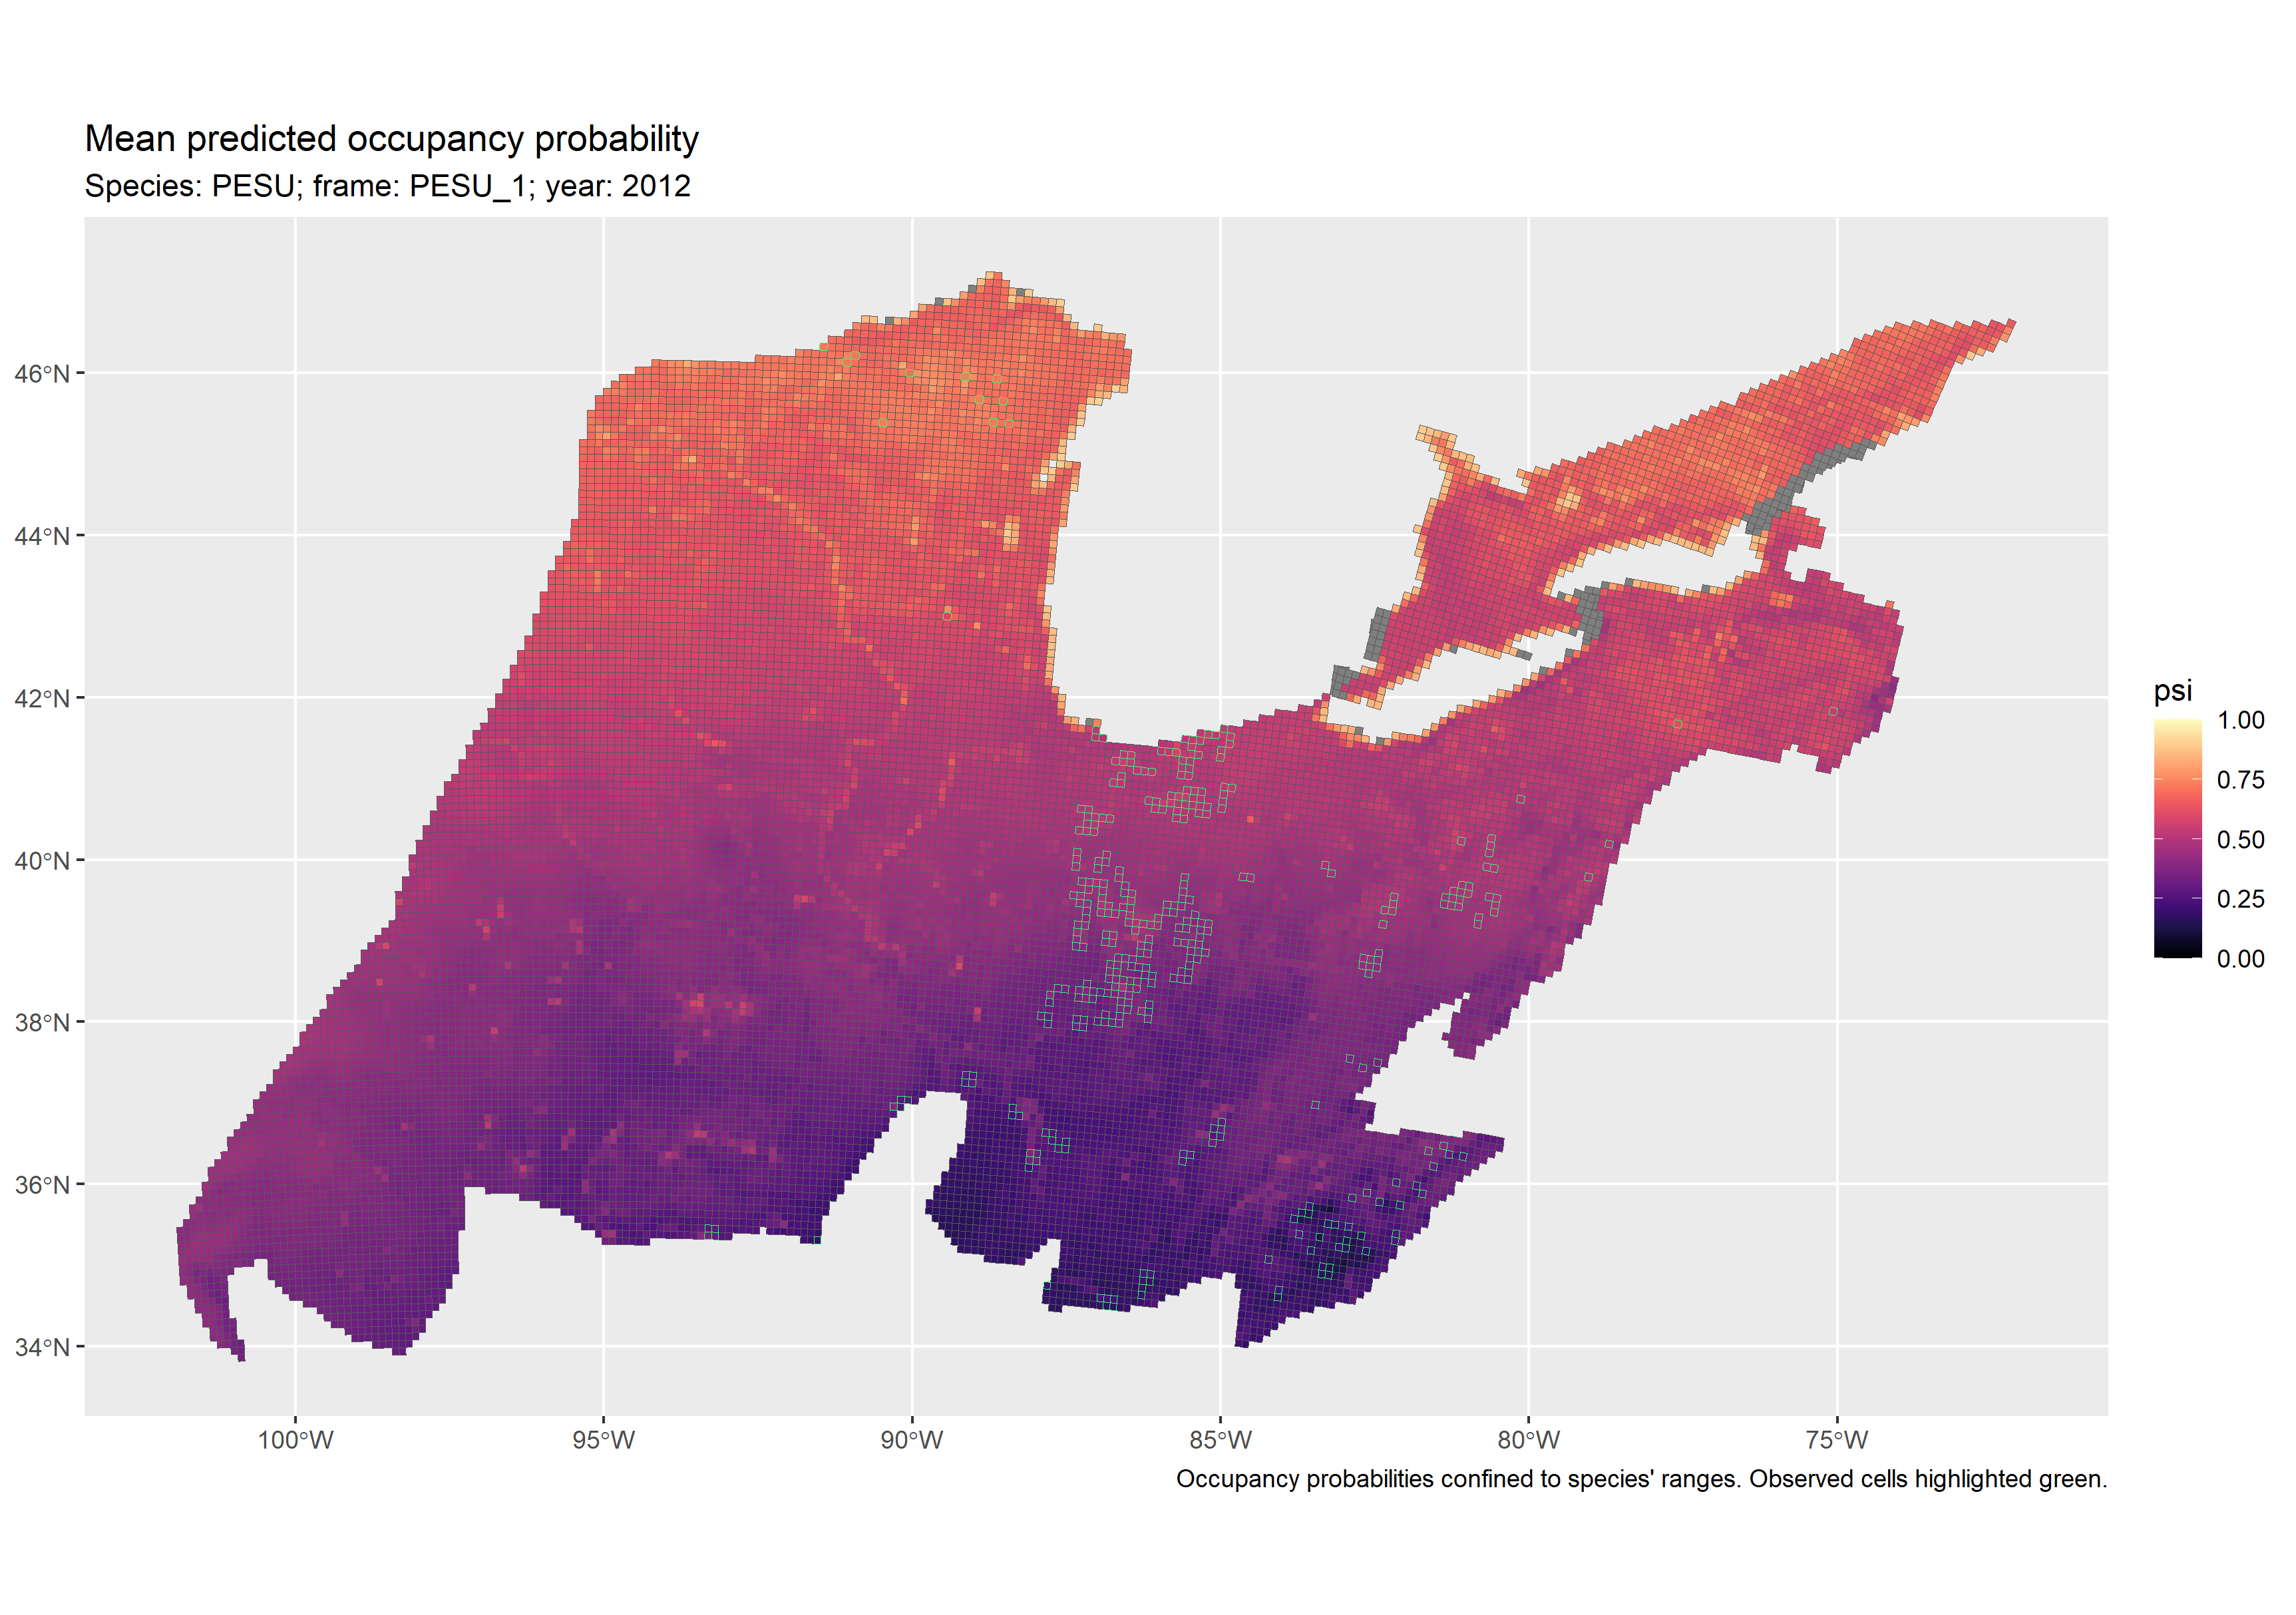 Mean predicted occupancy probability
Species: PESU; frame: PESU_1; year: 2012
46°N
44°N
42°N
40°N
38°N
36°N
34°N
100°W
95°W
90°W
85°W
80°W
75°W
psi
1.00
0.75
0.50
0.25
0.00
Occupancy probabilities confined to species' ranges. Observed cells highlighted green.